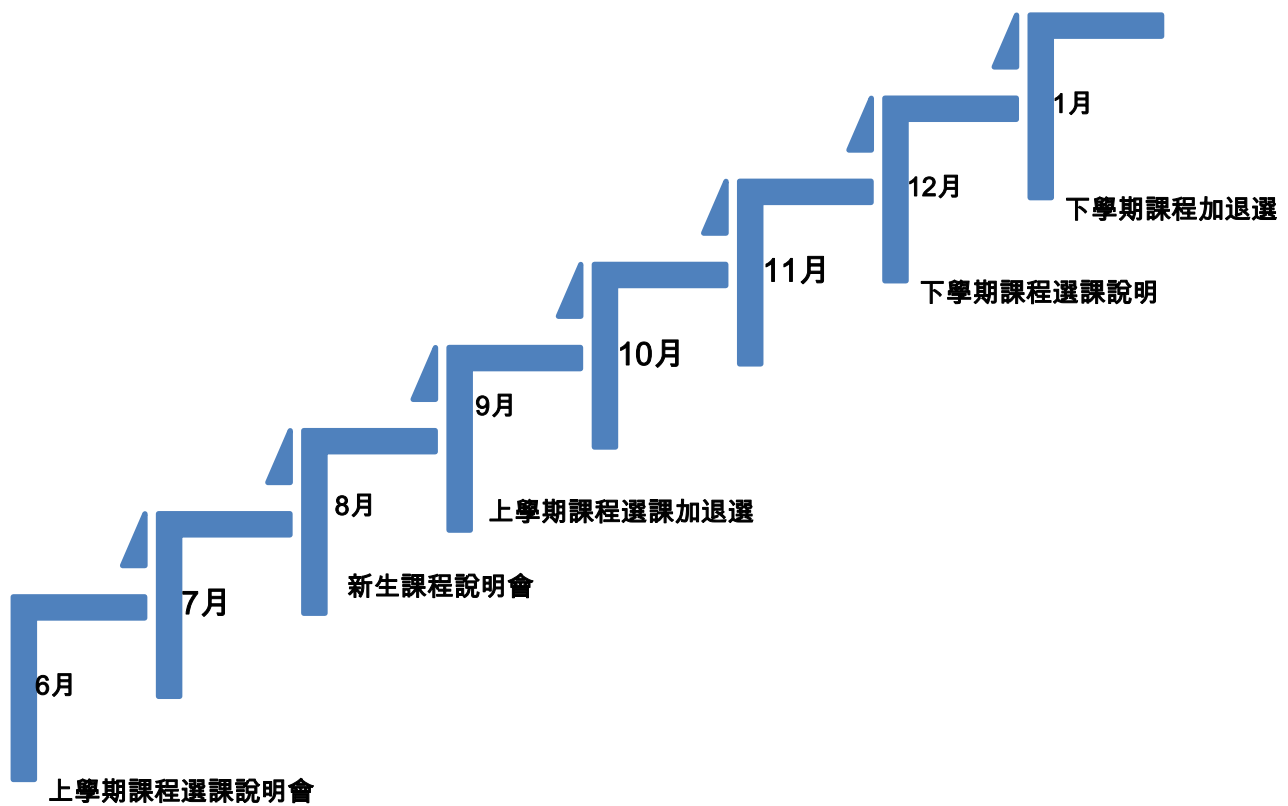 6月
上學期課程選課說明會
7月
8月
新生課程說明會
9月
上學期課程選課加退選
10月
11月
12月
下學期課程選課說明
1月
下學期課程加退選